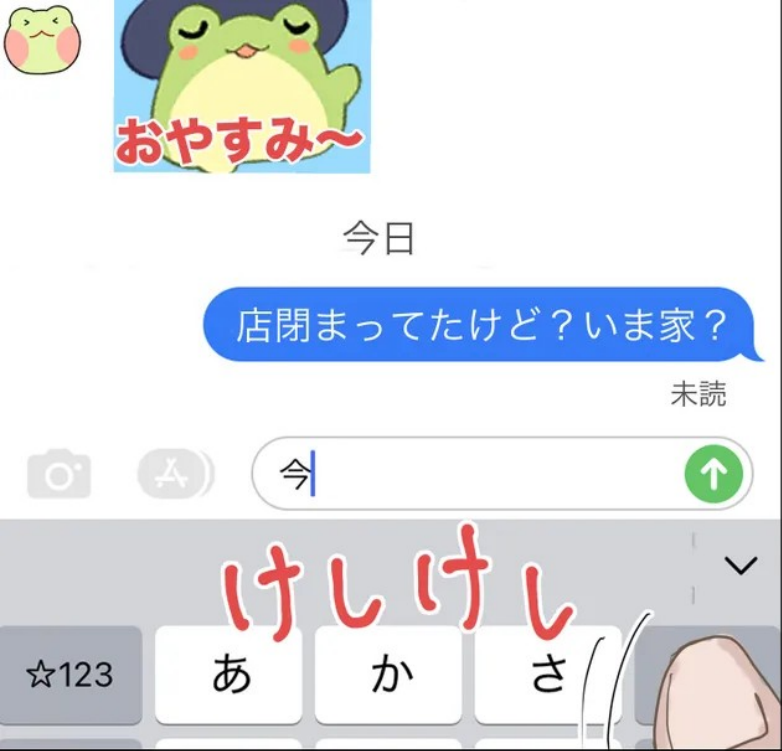 おやすみ〜
今日
店閉まってたけど？いま家？
未読
今
けしけし
☆123
あ
か
さ